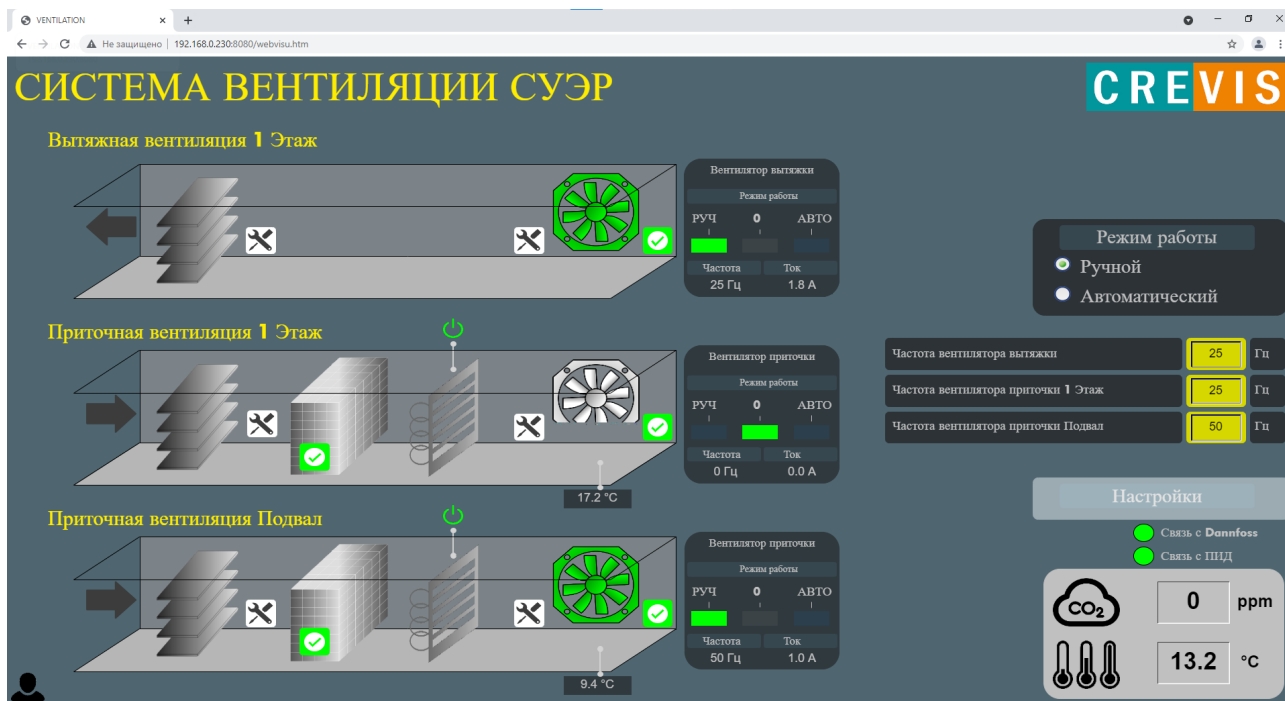 VENTILATION
Не защищено
192.168.0.230:8080/webvisu.htm
СИСТЕМА ВЕНТИЛЯЦИИ СУЭР
CREVIS
Вытяжная вентиляция 1 Этаж
Вентилятор вытяжки
Режим работы
РУЧ 0 АВТО
Частота Ток
25 Гц 1.8 A
Режим работы
Ручной
Автоматический
Приточная вентиляция 1 Этаж
Вентилятор приточки
Режим работы
РУЧ 0 АВТО
Частота Ток
0 Гц 0.0 A
17.2 °C
Частота вентилятора вытяжки 25 Гц
Частота вентилятора приточки 1 Этаж 25 Гц
Частота вентилятора приточки Подвал 50 Гц
Приточная вентиляция Подвал
Вентилятор приточки
Режим работы
РУЧ 0 АВТО
Частота Ток
50 Гц 1.0 A
9.4 °C
Настройки
Связь с Dannfoss
Связь с ПИД
CO2 0 ppm
13.2 °C